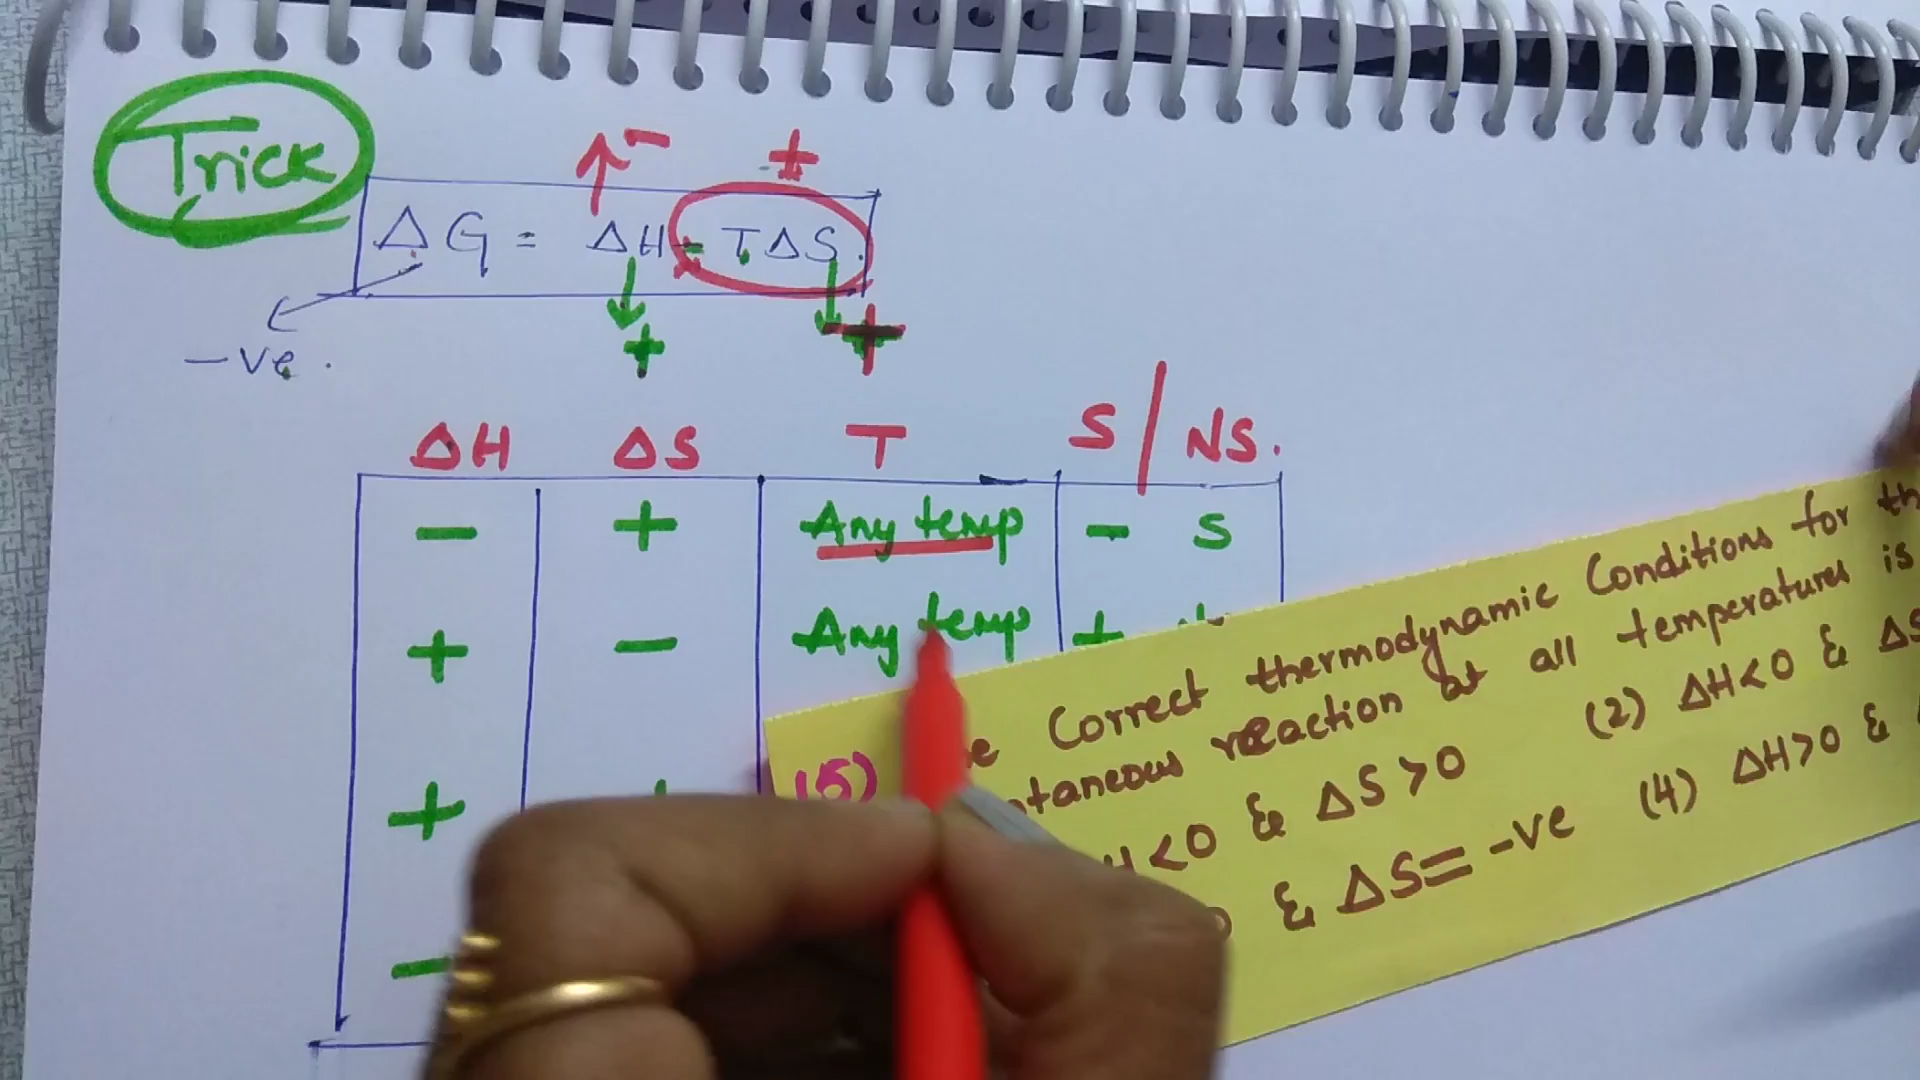 Trick
- +
ΔG = ΔH - TΔS.
-ve. + +
ΔH ΔS T S / NS.
- + Any temp - S
+ - Any temp +
+
-
(5) Correct thermodynamic Conditions for
reaction at all temperatures is
<0 & ΔS>0 (2) ΔH<0 &
& ΔS= -ve (4) ΔH>0 &